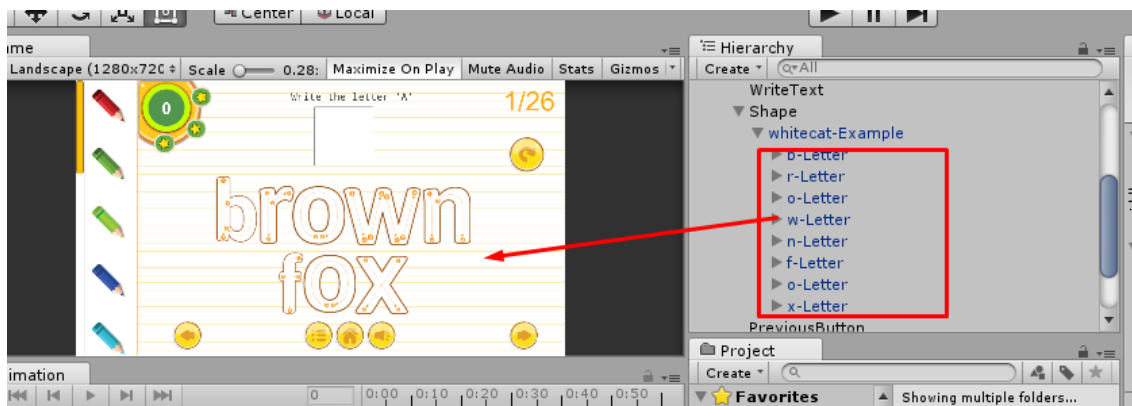 Center Local
ame
Landscape (1280x720 Scale 0.28: Maximize On Play Mute Audio Stats Gizmos
0
Write the letter 'A'
1/26
brown
fox
Hierarchy
Create All
WriteText
Shape
whitecat-Example
b-Letter
r-Letter
o-Letter
w-Letter
n-Letter
f-Letter
o-Letter
x-Letter
PreviousButton
imation
0 0:00 0:10 0:20 0:30 0:40 0:50
Project
Create
Favorites Showing multiple folders...